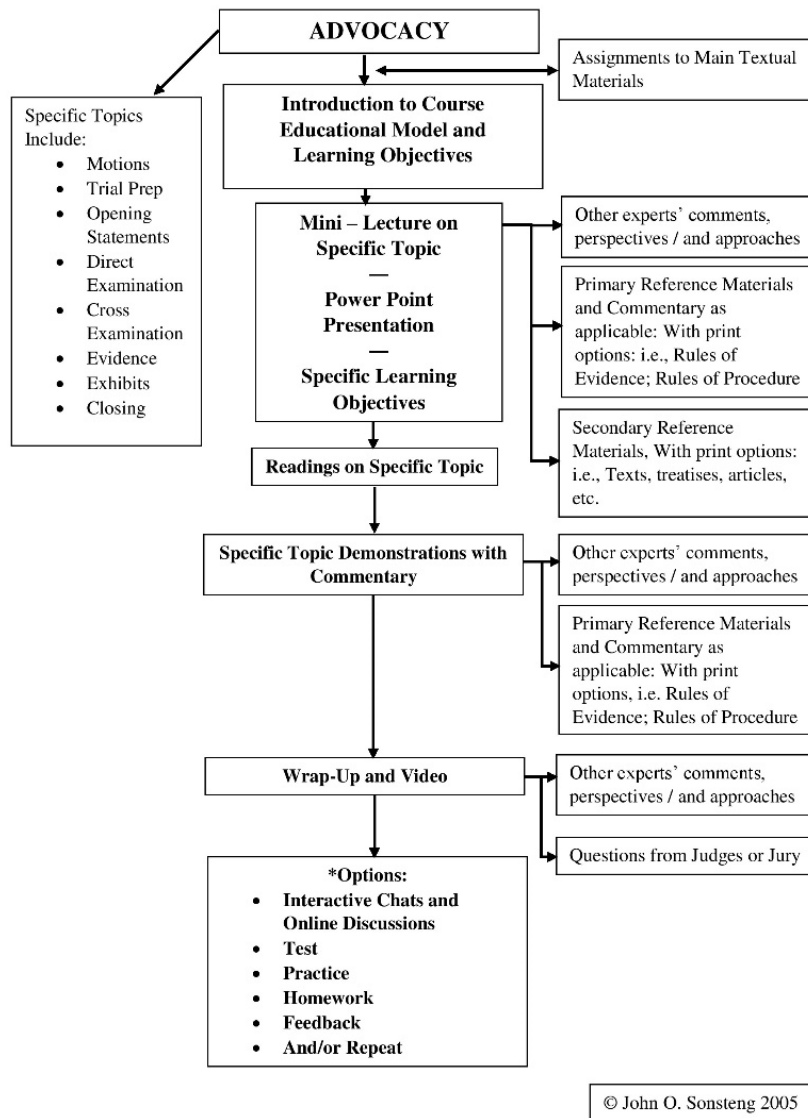 ADVOCACY
Assignments to Main Textual
Materials
Specific Topics
Include:
• Motions
• Trial Prep
• Opening
Statements
• Direct
Examination
• Cross
Examination
• Evidence
• Exhibits
• Closing
Introduction to Course
Educational Model and
Learning Objectives
Mini – Lecture on
Specific Topic
—
Power Point
Presentation
—
Specific Learning
Objectives
Other experts’ comments,
perspectives / and approaches
Primary Reference Materials
and Commentary as
applicable: With print
options: i.e., Rules of
Evidence; Rules of Procedure
Secondary Reference
Materials, With print options:
i.e., Texts, treatises, articles,
etc.
Readings on Specific Topic
Specific Topic Demonstrations with
Commentary
Other experts’ comments,
perspectives / and approaches
Primary Reference Materials
and Commentary as
applicable: With print
options, i.e. Rules of
Evidence; Rules of Procedure
Wrap-Up and Video
Other experts’ comments,
perspectives / and approaches
Questions from Judges or Jury
*Options:
• Interactive Chats and
Online Discussions
• Test
• Practice
• Homework
• Feedback
• And/or Repeat
© John O. Sonsteng 2005